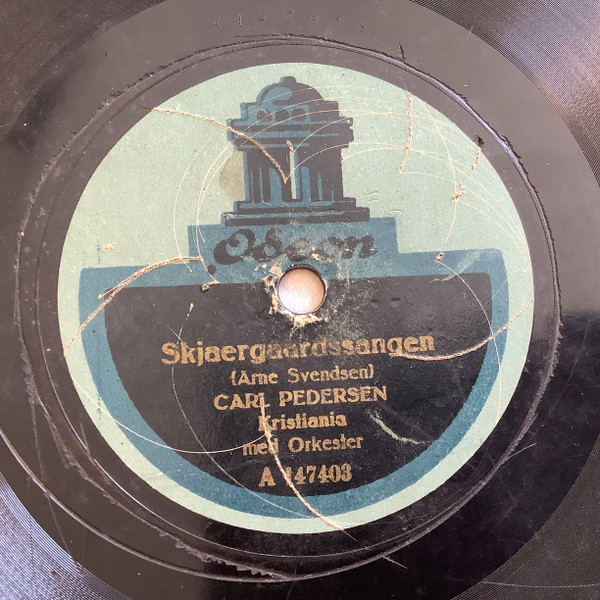 Odeon
Skjaergaardssangen
(Arne Svendsen)
CARL PEDERSEN
Kristiania
med Orkester
A 147403